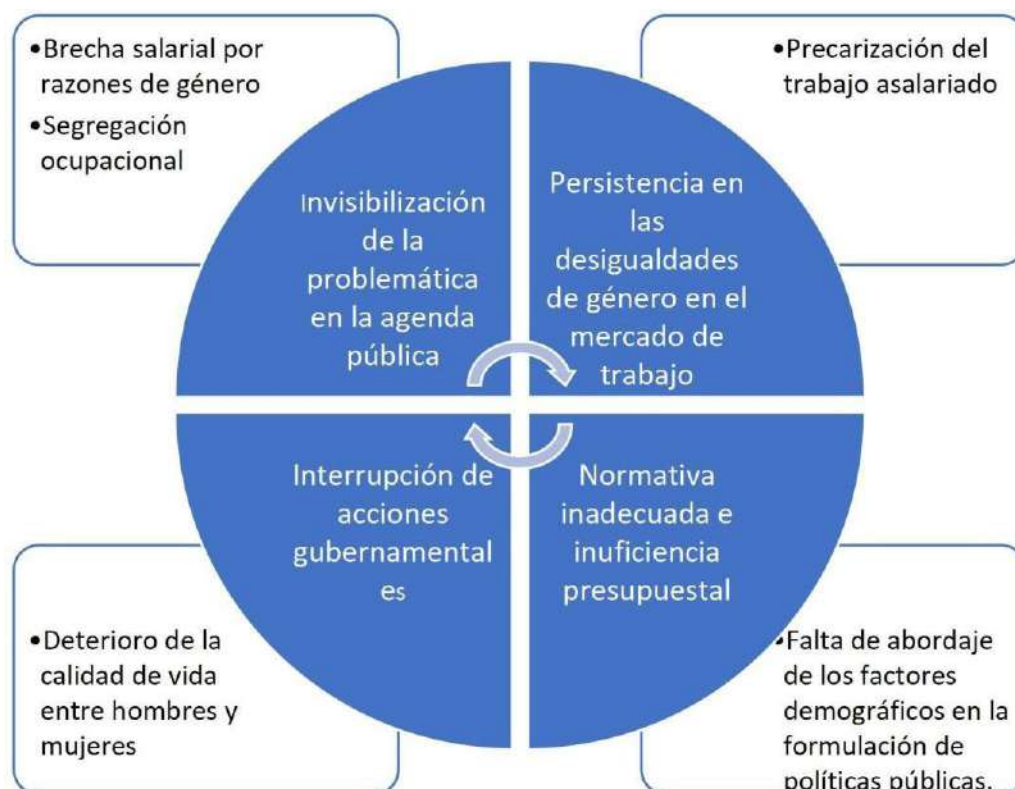 •Brecha salarial por
razones de género
•Segregación
ocupacional
•Precarización del
trabajo asalariado
Invisibilización
de la
problemática
en la agenda
pública
Persistencia en
las
desigualdades
de género en el
mercado de
trabajo
Interrupción de
acciones
gubernamental
es
Normativa
inadecuada e
inuficiencia
presupuestal
•Deterioro de la
calidad de vida
entre hombres y
mujeres
•Falta de abordaje
de los factores
demográficos en la
formulación de
políticas públicas.